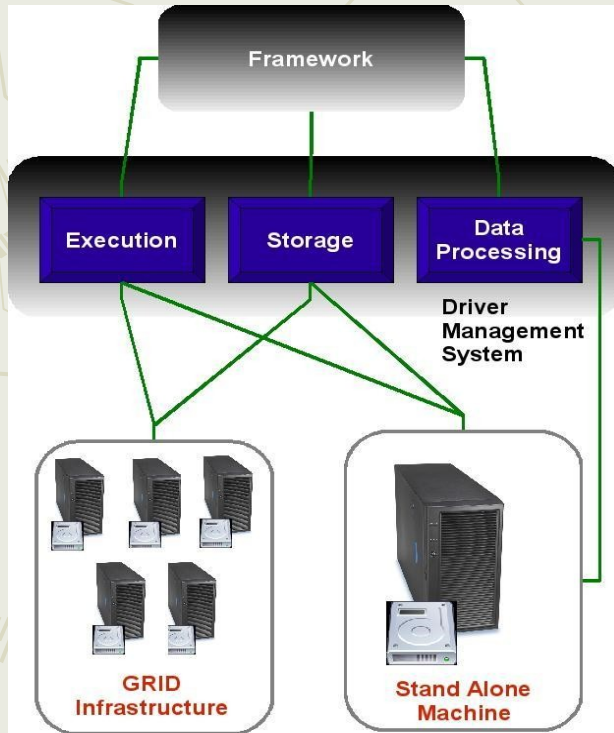 Framework
Execution
Storage
Data
Processing
Driver
Management
System
GRID
Infrastructure
Stand Alone
Machine